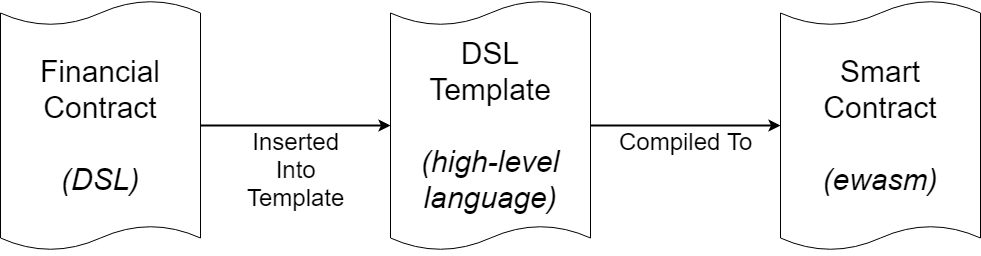 Financial
Contract
(DSL)
Inserted
Into
Template
DSL
Template
(high-level
language)
Compiled To
Smart
Contract
(ewasm)